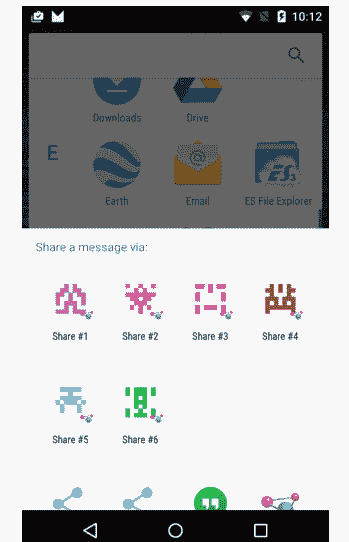 10:12
Downloads Drive
E
Earth Email ES File Explorer
Share a message via:
Share #1 Share #2 Share #3 Share #4
Share #5 Share #6